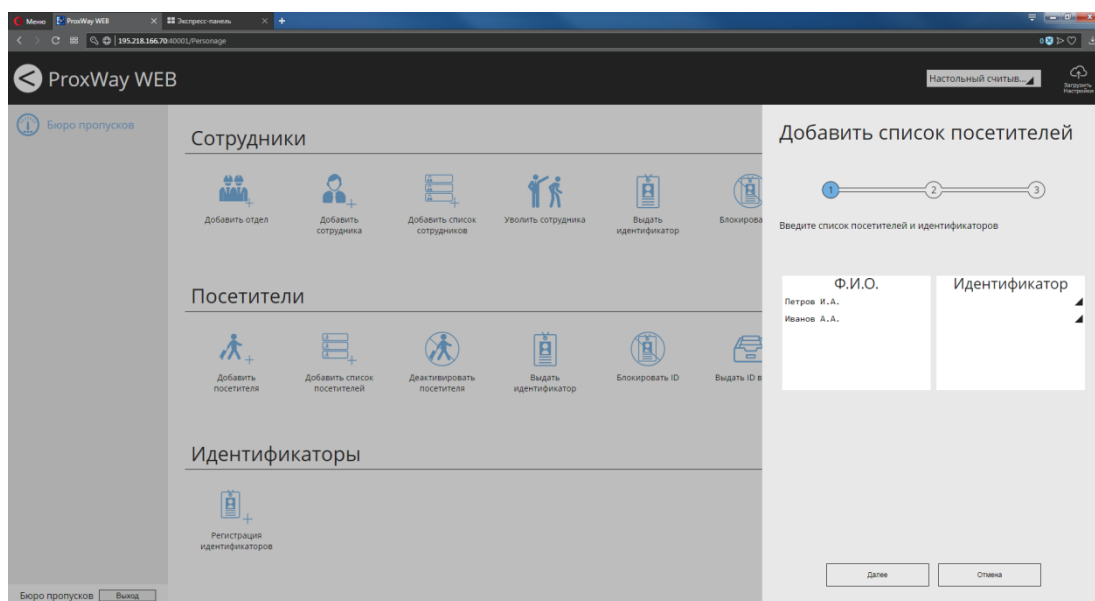 Меню
ProxWay WEB
Экспресс-панель
195.218.166.70:40001/Personage
ProxWay WEB
Настольный считыв...
Загрузить
Настройки
Бюро пропусков
Сотрудники
Добавить отдел
Добавить
сотрудника
Добавить список
сотрудников
Уволить сотрудника
Выдать
идентификатор
Блокирова
Посетители
Добавить
посетителя
Добавить список
посетителей
Деактивировать
посетителя
Выдать
идентификатор
Блокировать ID
Выдать ID в
Идентификаторы
Регистрация
идентификаторов
Добавить список посетителей
1
2
3
Введите список посетителей и идентификаторов
Ф.И.О.
Идентификатор
Петров И.А.
Иванов А.А.
Далее
Отмена
Бюро пропусков
Выход